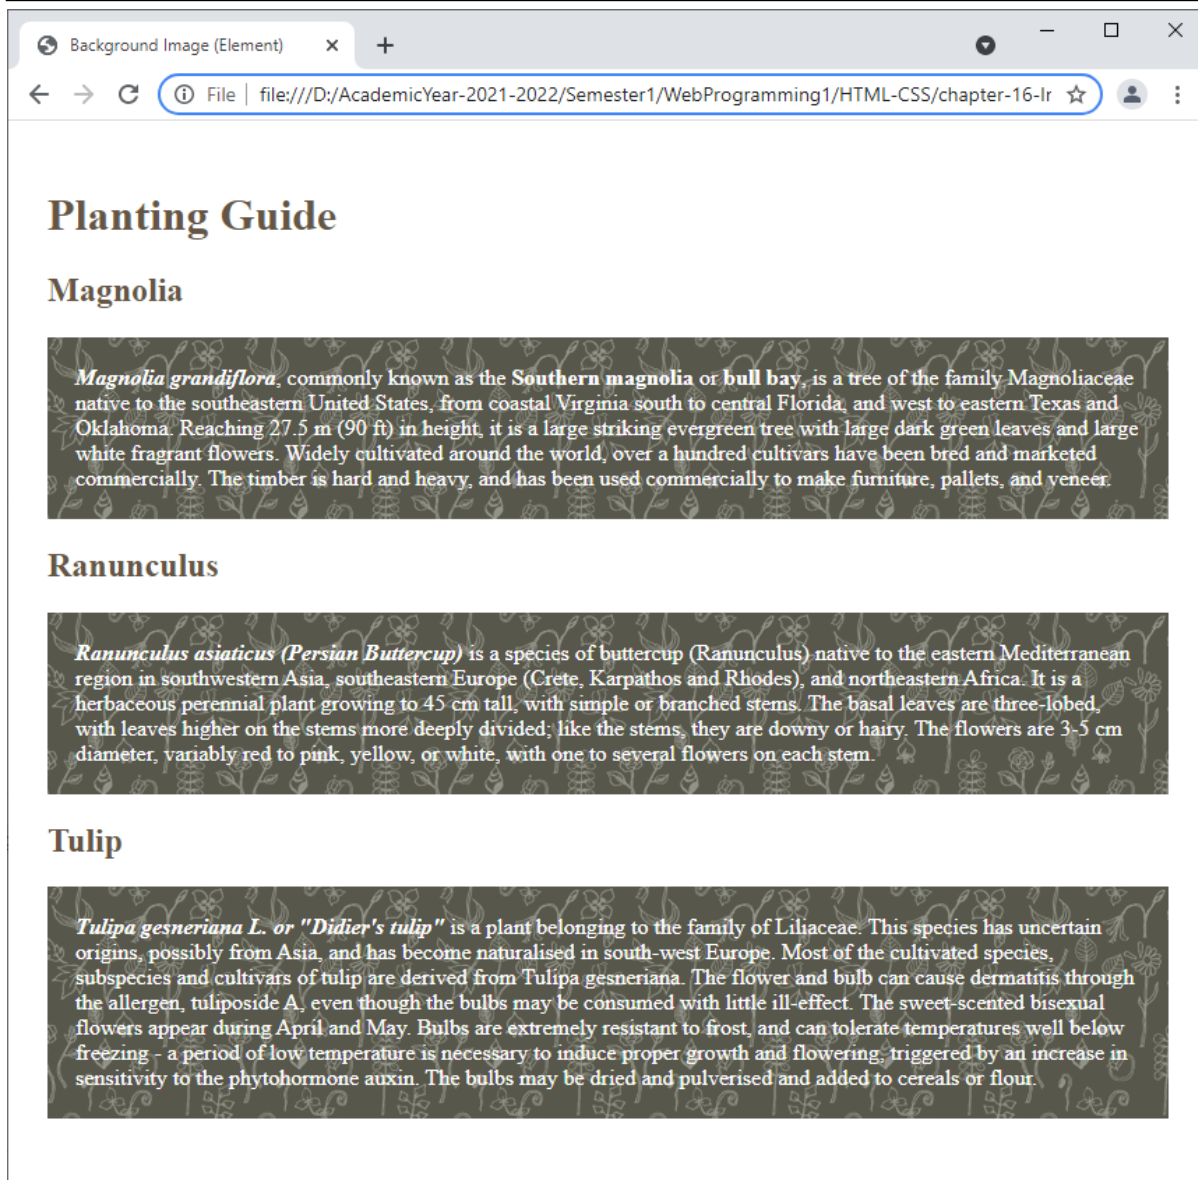 Background Image (Element)
File
file:///D:/AcademicYear-2021-2022/Semester1/WebProgramming1/HTML-CSS/chapter-16-Ir
Planting Guide
Magnolia
Magnolia grandiflora, commonly known as the Southern magnolia or bull bay, is a tree of the family Magnoliaceae
native to the southeastern United States, from coastal Virginia south to central Florida, and west to eastern Texas and
Oklahoma. Reaching 27.5 m (90 ft) in height, it is a large striking evergreen tree with large dark green leaves and large
white fragrant flowers. Widely cultivated around the world, over a hundred cultivars have been bred and marketed
commercially. The timber is hard and heavy, and has been used commercially to make furniture, pallets, and veneer.
Ranunculus
Ranunculus asiaticus (Persian Buttercup) is a species of buttercup (Ranunculus) native to the eastern Mediterranean
region in southwestern Asia, southeastern Europe (Crete, Karpathos and Rhodes), and northeastern Africa. It is a
herbaceous perennial plant growing to 45 cm tall, with simple or branched stems. The basal leaves are three-lobed,
with leaves higher on the stems more deeply divided; like the stems, they are downy or hairy. The flowers are 3-5 cm
diameter, variably red to pink, yellow, or white, with one to several flowers on each stem.
Tulip
Tulipa gesneriana L. or "Didier's tulip" is a plant belonging to the family of Liliaceae. This species has uncertain
origins, possibly from Asia, and has become naturalised in south-west Europe. Most of the cultivated species,
subspecies and cultivars of tulip are derived from Tulipa gesneriana. The flower and bulb can cause dermatitis through
the allergen, tuliposide A, even though the bulbs may be consumed with little ill-effect. The sweet-scented bisexual
flowers appear during April and May. Bulbs are extremely resistant to frost, and can tolerate temperatures well below
freezing - a period of low temperature is necessary to induce proper growth and flowering, triggered by an increase in
sensitivity to the phytohormone auxin. The bulbs may be dried and pulverised and added to cereals or flour.